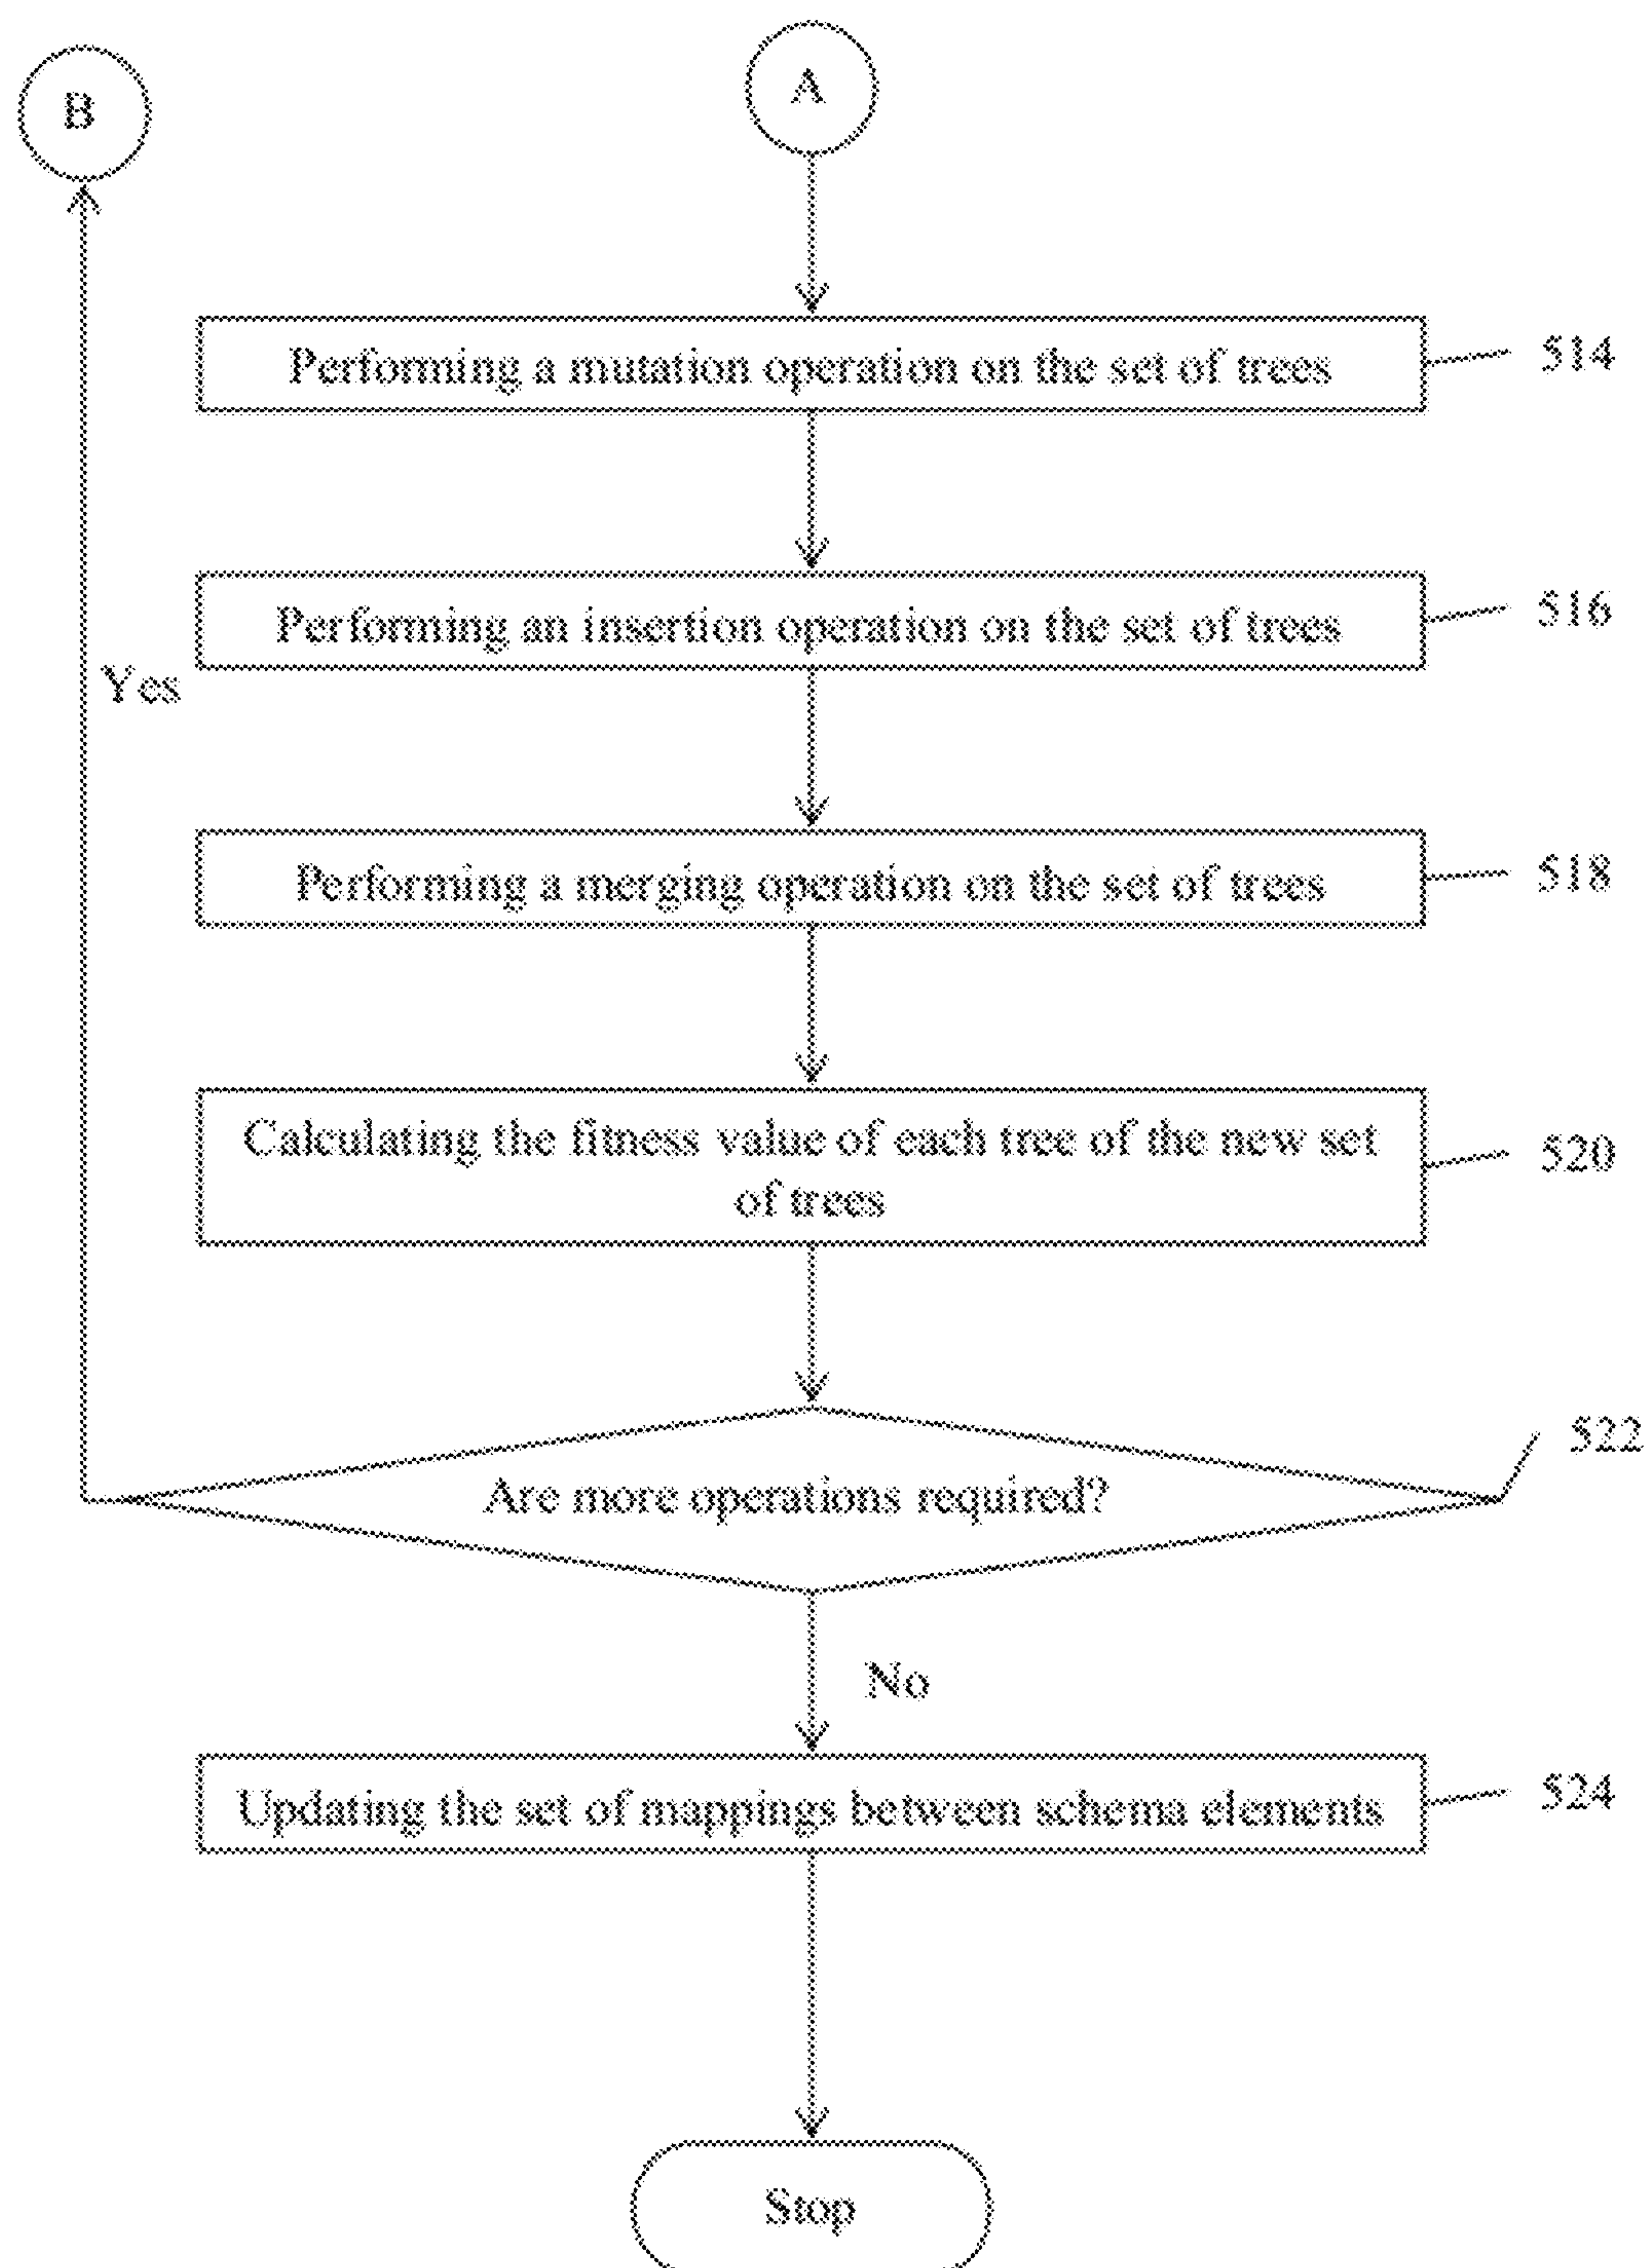 B
A
Performing a mutation operation on the set of trees
514
Performing an insertion operation on the set of trees
516
Yes
Performing a merging operation on the set of trees
518
Calculating the fitness value of each tree of the new set
of trees
520
Are more operations required?
522
No
Updating the set of mappings between schema elements
524
Stop